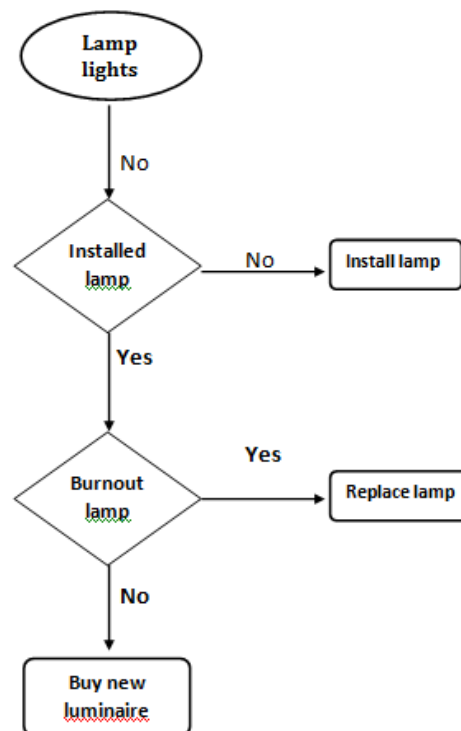 Lamp
lights
No
Installed
lamp
No
Install lamp
Yes
Burnout
lamp
Yes
Replace lamp
No
Buy new
luminaire